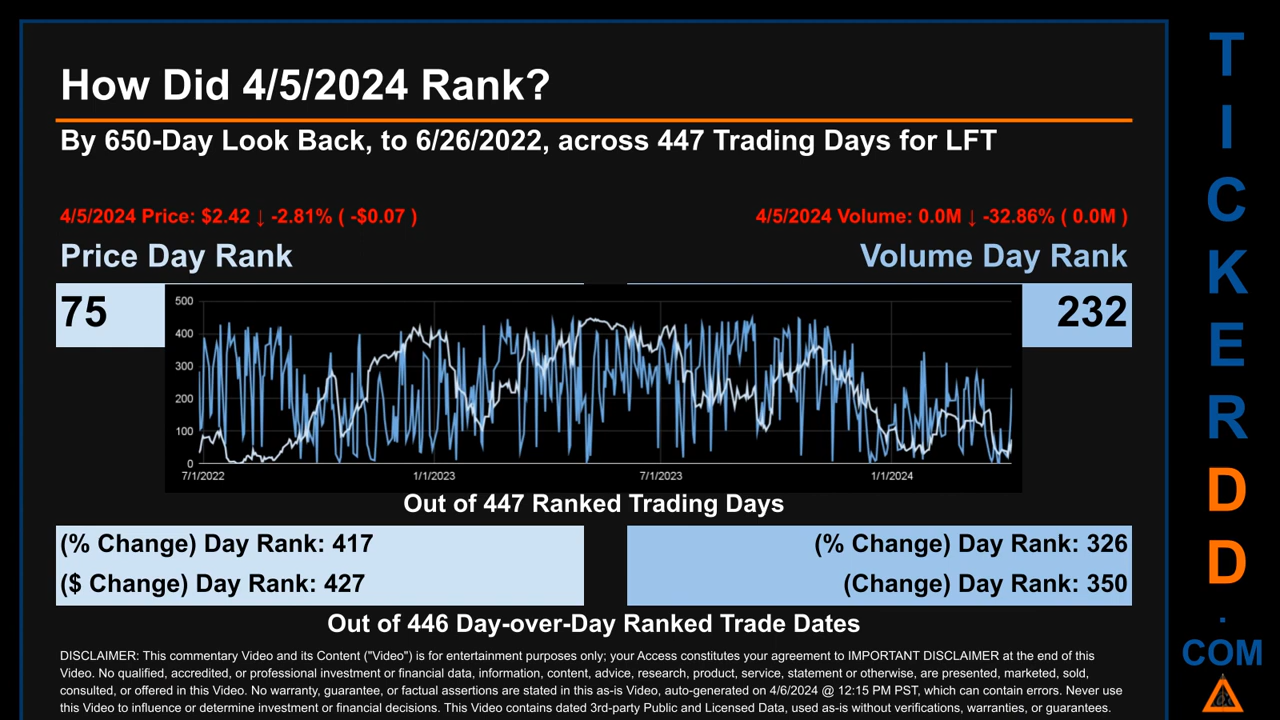 How Did 4/5/2024 Rank?
By 650-Day Look Back, to 6/26/2022, across 447 Trading Days for LFT
4/5/2024 Price: $2.42 ↓ -2.81% ( -$0.07 )
4/5/2024 Volume: 0.0M ↓ -32.86% ( 0.0M )
Price Day Rank
Volume Day Rank
75
232
500
400
300
200
100
0
7/1/2022
1/1/2023
7/1/2023
1/1/2024
Out of 447 Ranked Trading Days
(% Change) Day Rank: 417
($ Change) Day Rank: 427
(% Change) Day Rank: 326
(Change) Day Rank: 350
Out of 446 Day-over-Day Ranked Trade Dates
DISCLAIMER: This commentary Video and its Content ("Video") is for entertainment purposes only; your Access constitutes your agreement to IMPORTANT DISCLAIMER at the end of this
Video. No qualified, accredited, or professional investment or financial data, information, content, advice, research, product, service, statement or otherwise, are presented, marketed, sold,
consulted, or offered in this Video. No warranty, guarantee, or factual assertions are stated in this as-is Video, auto-generated on 4/6/2024 @ 12:15 PM PST, which can contain errors. Never use
this Video to influence or determine investment or financial decisions. This Video contains dated 3rd-party Public and Licensed Data, used as-is without verifications, warranties, or guarantees.
T
I
C
K
E
R
D
D
.
COM